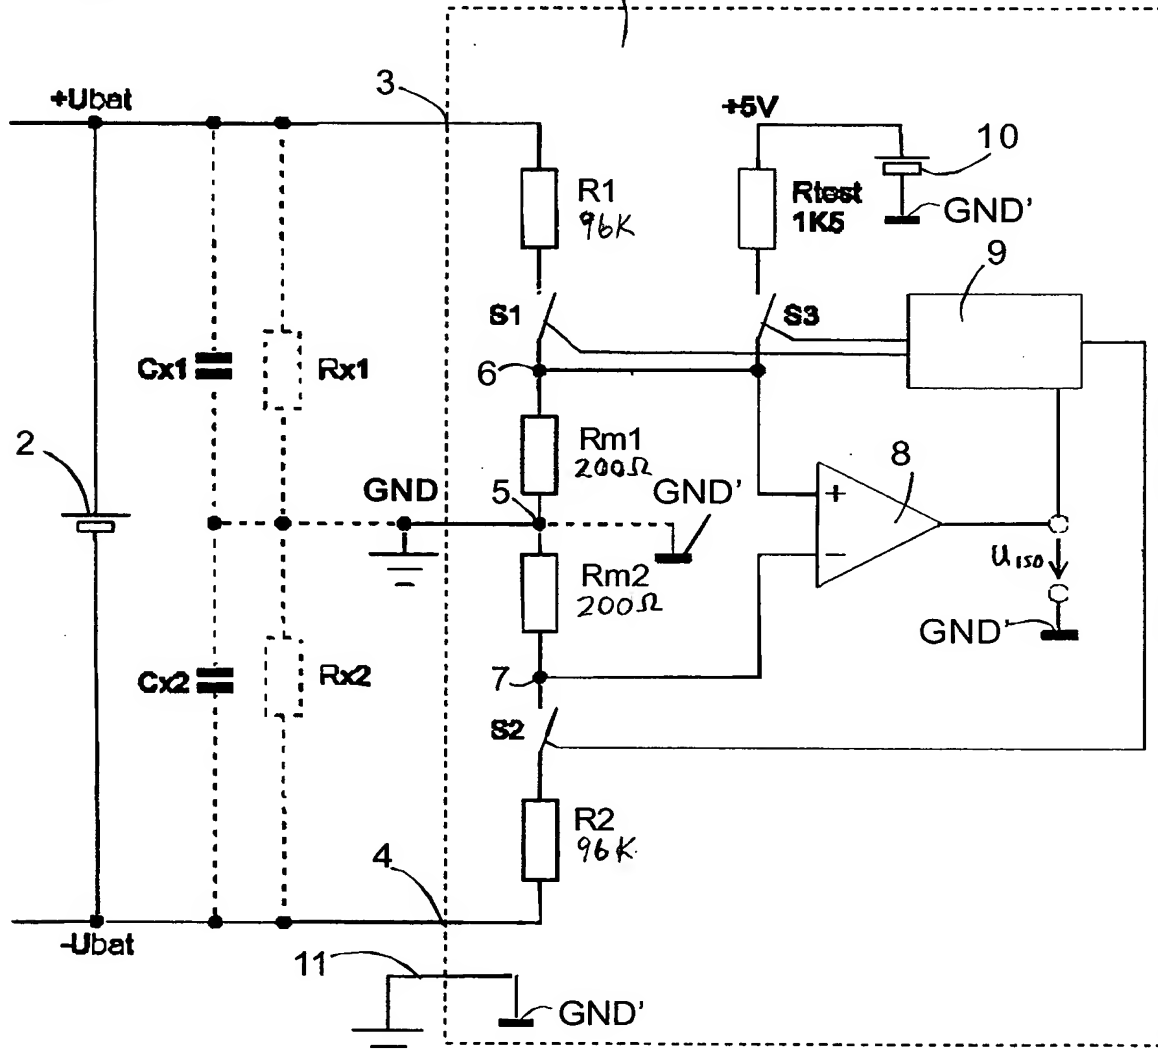 3
+Ubat
+5V
10
R1
96K
Rtest
1K5
GND'
9
S1
S3
Cx1
Rx1
6
2
Rm1
200Ω
8
+
GND
5
GND'
−
Uiso
Rm2
200Ω
GND'
Cx2
Rx2
7
S2
R2
96K
4
-Ubat
11
GND'